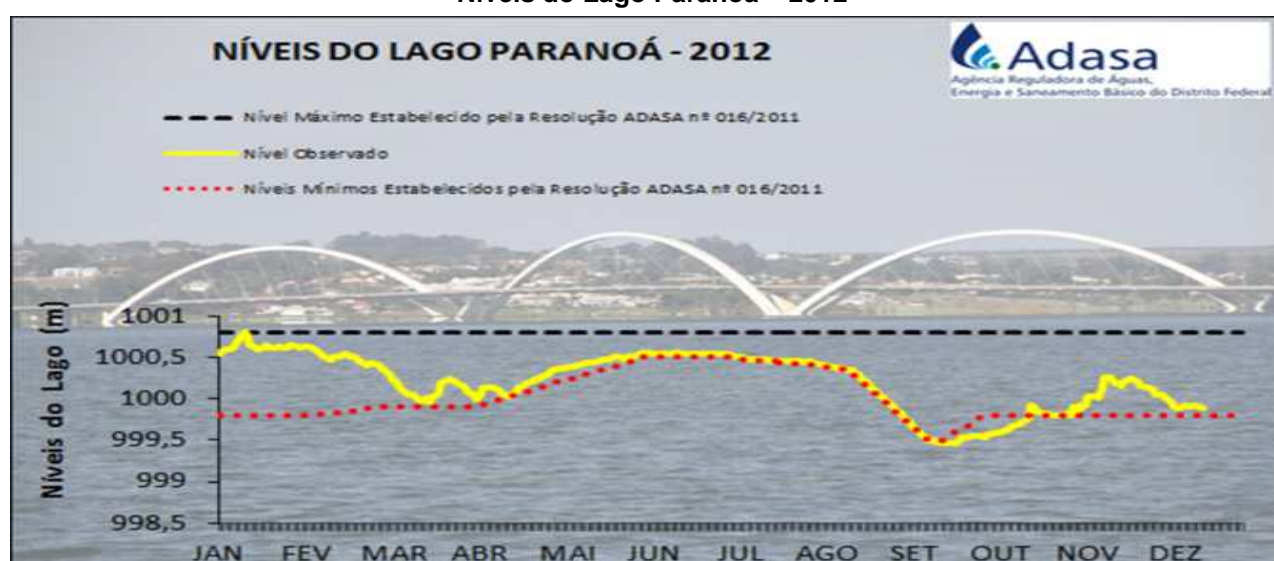 Níveis do Lago Paranoá – 2012
NÍVEIS DO LAGO PARANOÁ - 2012
Adasa
Agência Reguladora de Águas,
Energia e Saneamento Básico do Distrito Federal
Nível Máximo Estabelecido pela Resolução ADASA nº 016/2011
Nível Observado
Níveis Mínimos Estabelecidos pela Resolução ADASA nº 016/2011
Níveis do Lago (m)
1001
1000,5
1000
999,5
999
998,5
JAN FEV MAR ABR MAI JUN JUL AGO SET OUT NOV DEZ